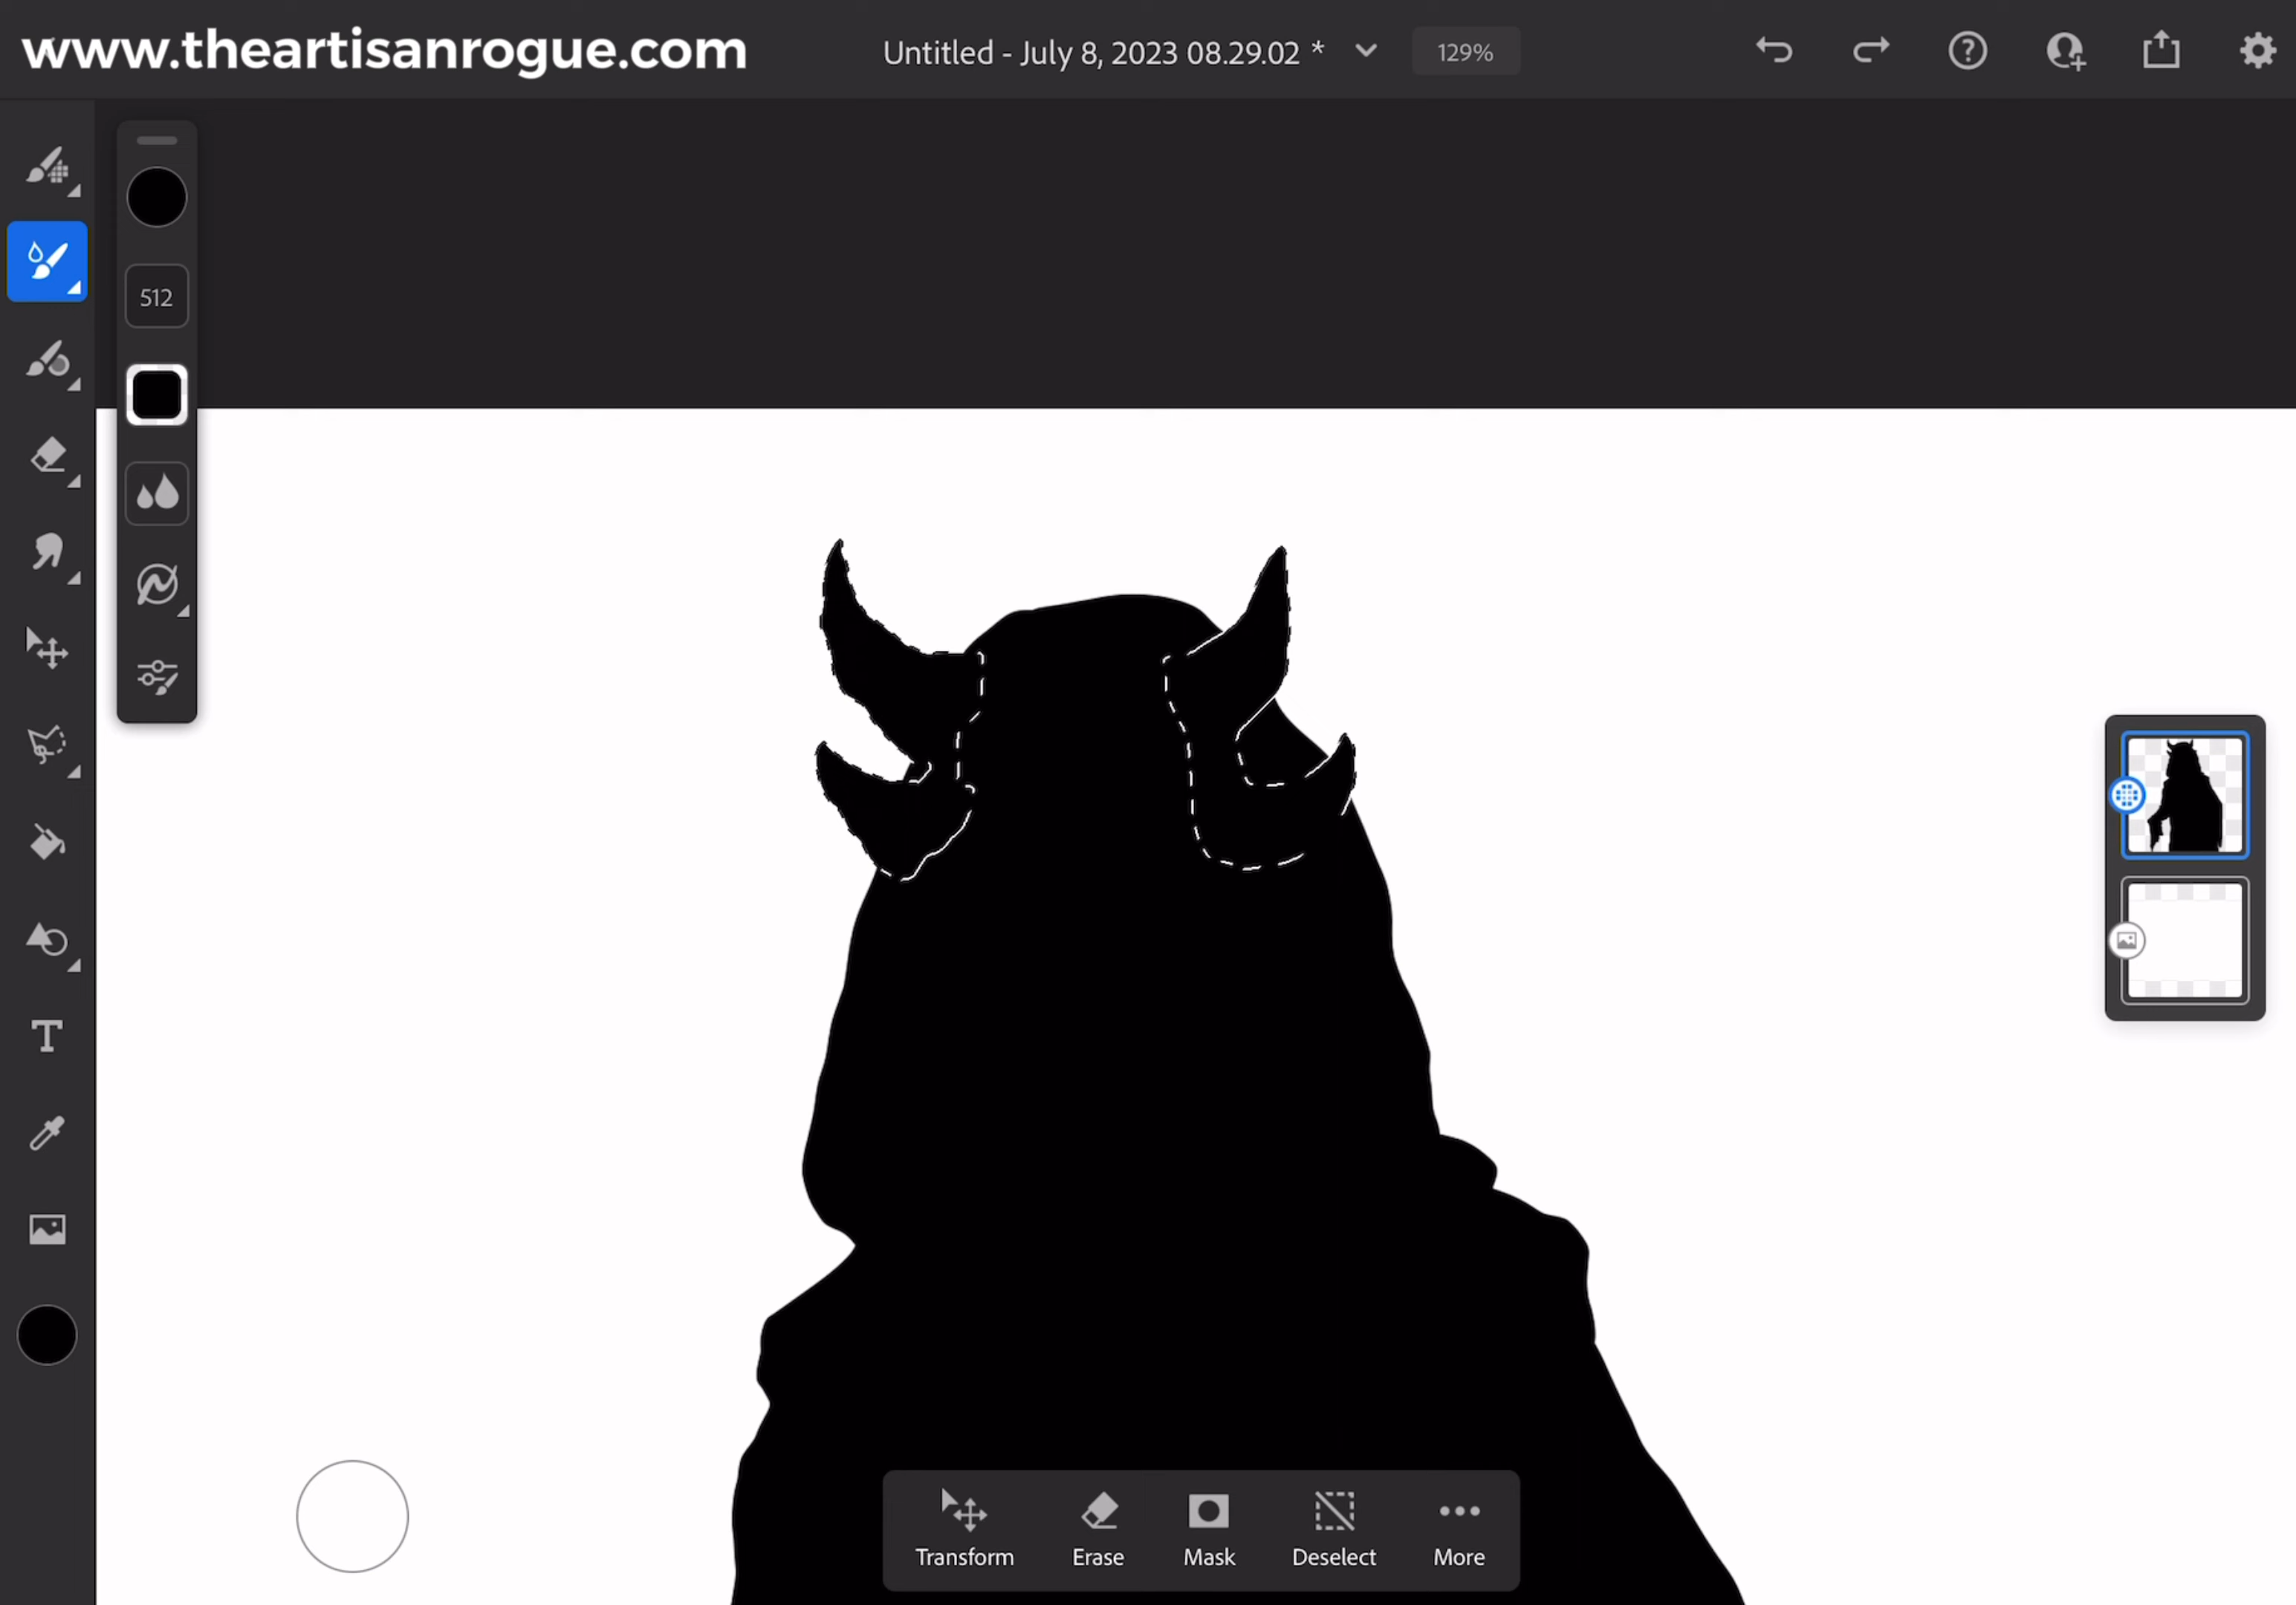 www.theartisanrogue.com
Untitled - July 8, 2023 08.29.02 *
129%
512
T
Transform
Erase
Mask
Deselect
More